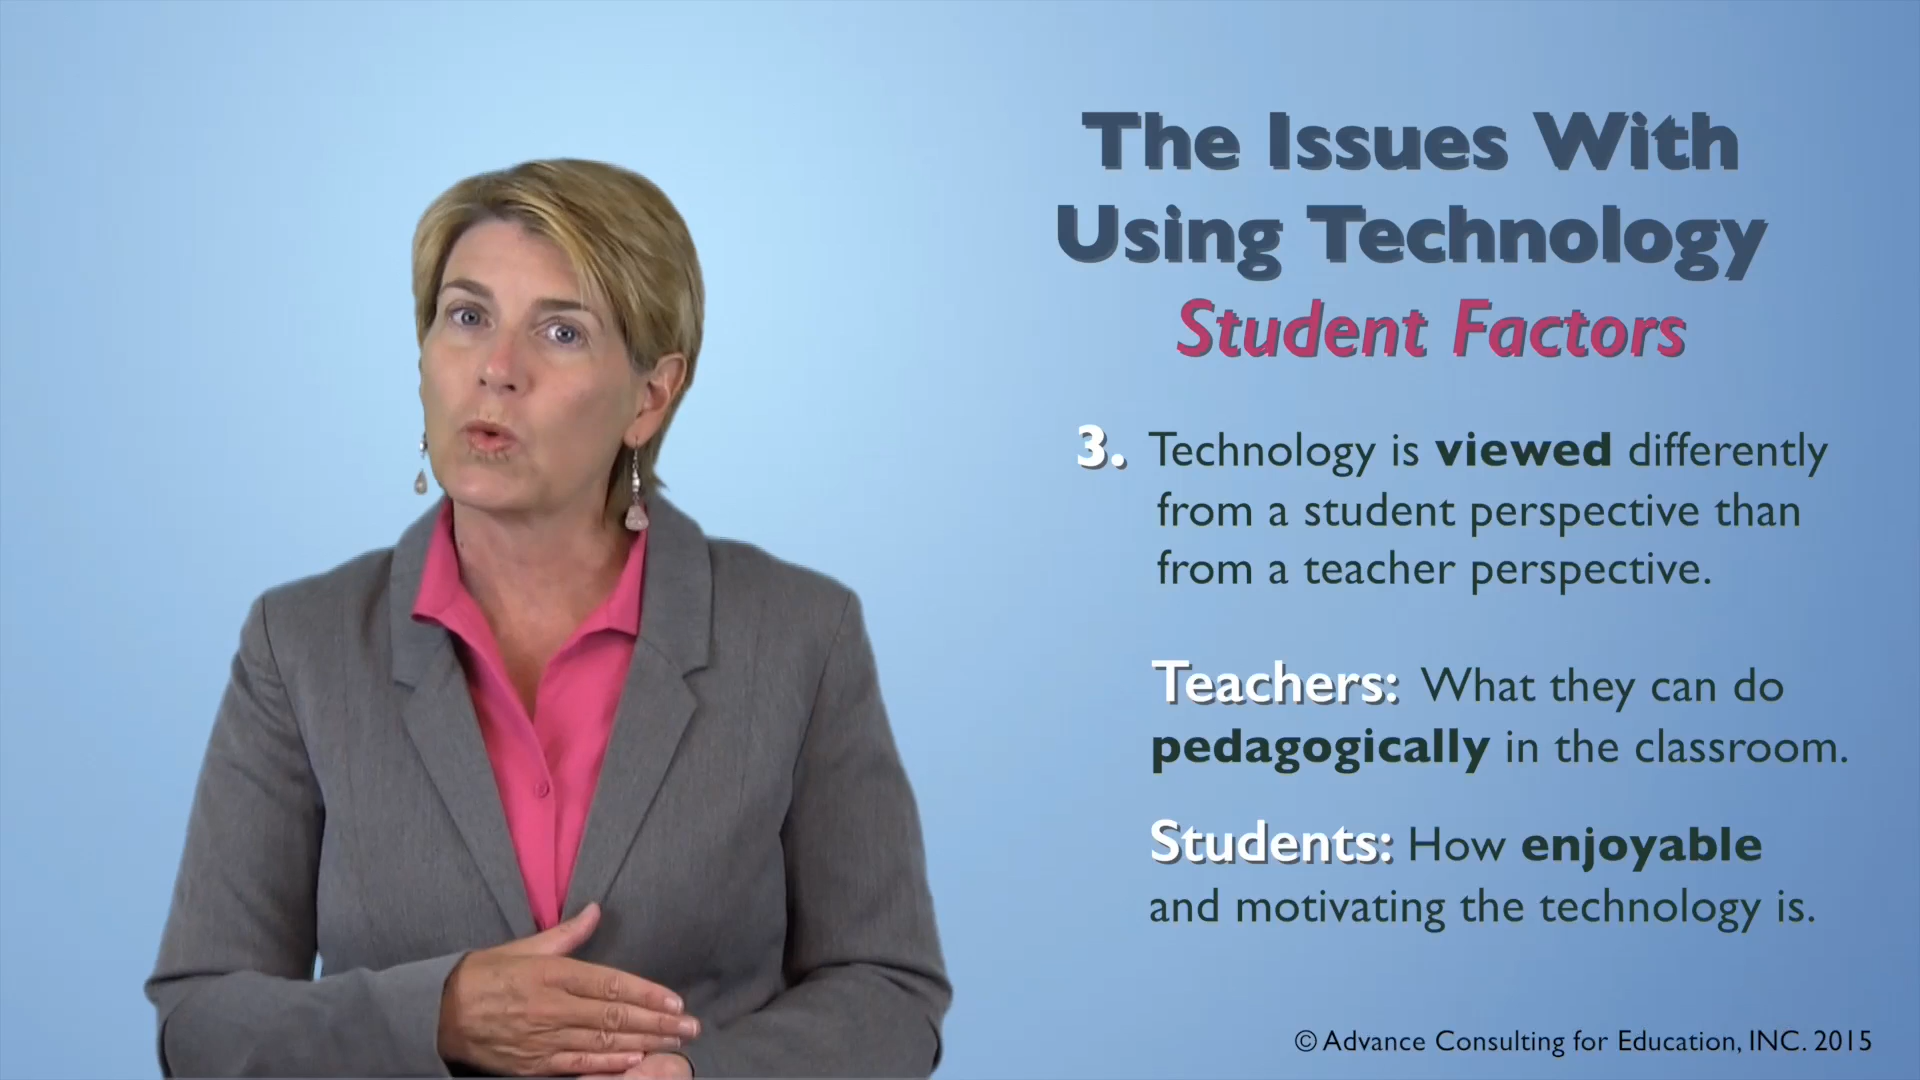 The Issues With
Using Technology
Student Factors
3. Technology is viewed differently
from a student perspective than
from a teacher perspective.
Teachers: What they can do
pedagogically in the classroom.
Students: How enjoyable
and motivating the technology is.
© Advance Consulting for Education, INC. 2015